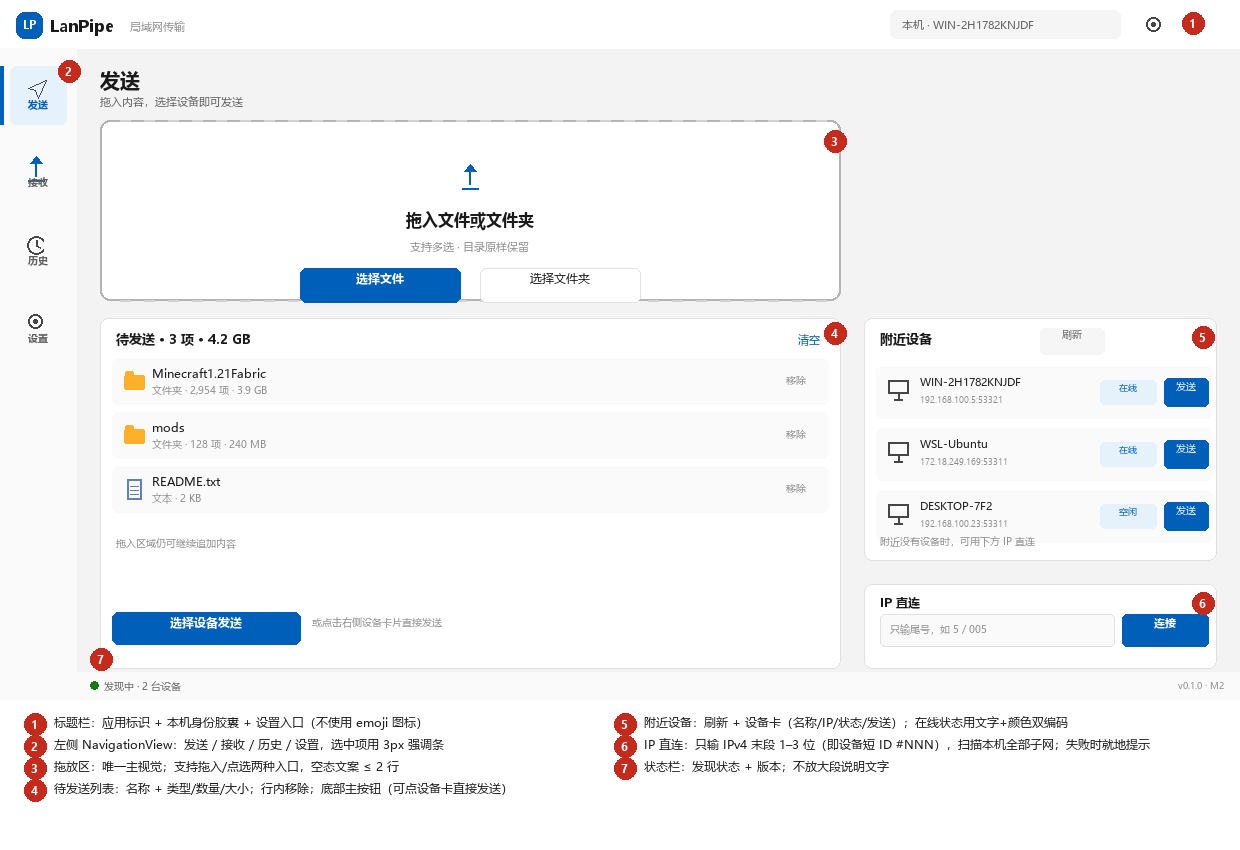 LP LanPipe 局域网传输 本机 · WIN-2H1782KNJDF 1
发送 2
接收
历史
设置
发送
拖入内容，选择设备即可发送
3
拖入文件或文件夹
支持多选 · 目录原样保留
选择文件 选择文件夹
待发送 • 3 项 • 4.2 GB 清空 4
Minecraft1.21Fabric
文件夹 · 2,954 项 · 3.9 GB 移除
mods
文件夹 · 128 项 · 240 MB 移除
README.txt
文本 · 2 KB 移除
拖入区域仍可继续追加内容
选择设备发送 或点击右侧设备卡片直接发送
附近设备 刷新 5
WIN-2H1782KNJDF
192.168.100.5:53321 在线 发送
WSL-Ubuntu
172.18.249.169:53311 在线 发送
DESKTOP-7F2
192.168.100.23:53311 空闲 发送
附近没有设备时，可用下方 IP 直连
IP 直连 6
只输尾号，如 5 / 005 连接
7
发现中 · 2 台设备 v0.1.0 · M2
1 标题栏：应用标识 + 本机身份胶囊 + 设置入口（不使用 emoji 图标）
2 左侧 NavigationView：发送 / 接收 / 历史 / 设置，选中项用 3px 强调条
3 拖放区：唯一主视觉；支持拖入/点选两种入口，空态文案 ≤ 2 行
4 待发送列表：名称 + 类型/数量/大小；行内移除；底部主按钮（可点设备卡直接发送）
5 附近设备：刷新 + 设备卡（名称/IP/状态/发送）；在线状态用文字+颜色双编码
6 IP 直连：只输 IPv4 末段 1–3 位（即设备短 ID #NNN），扫描本机全部子网；失败时就地提示
7 状态栏：发现状态 + 版本；不放大段说明文字